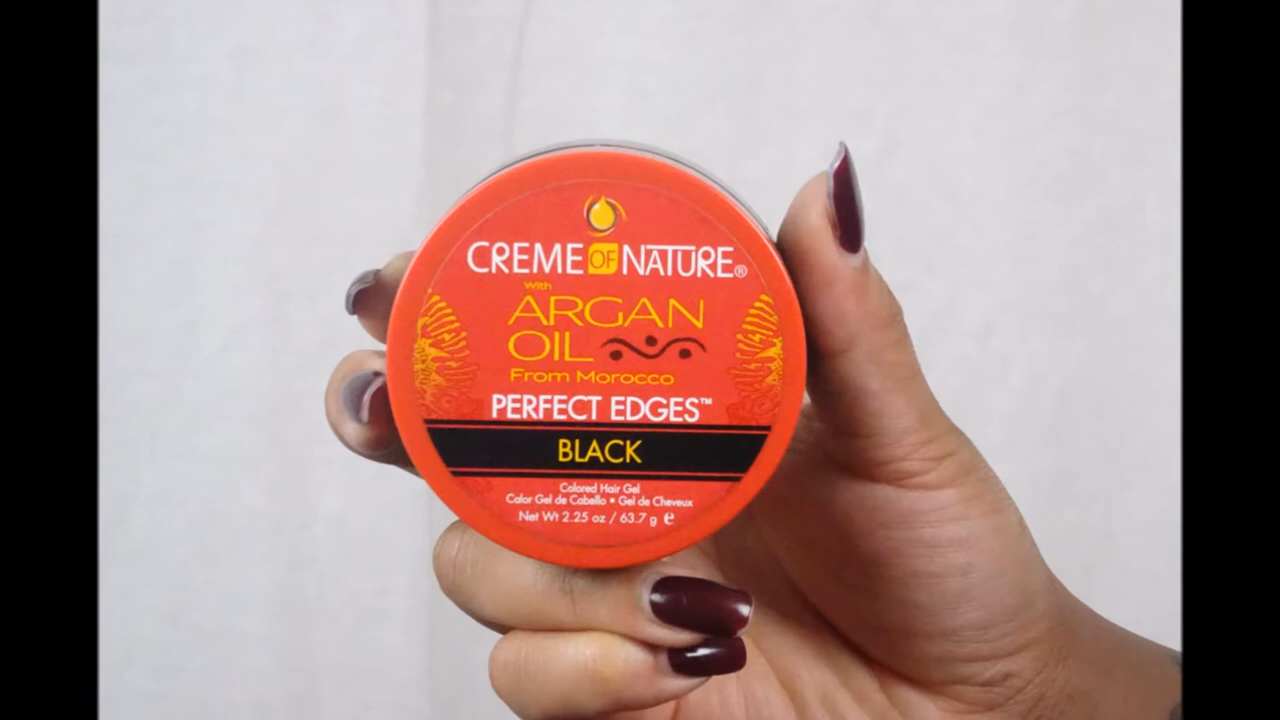 CREME OF NATURE®
With
ARGAN
OIL
From Morocco
PERFECT EDGES™
BLACK
Colored Hair Gel
Color Gel de Cabello • Gel de Cheveux
Net Wt 2.25 oz / 63.7 g ℮